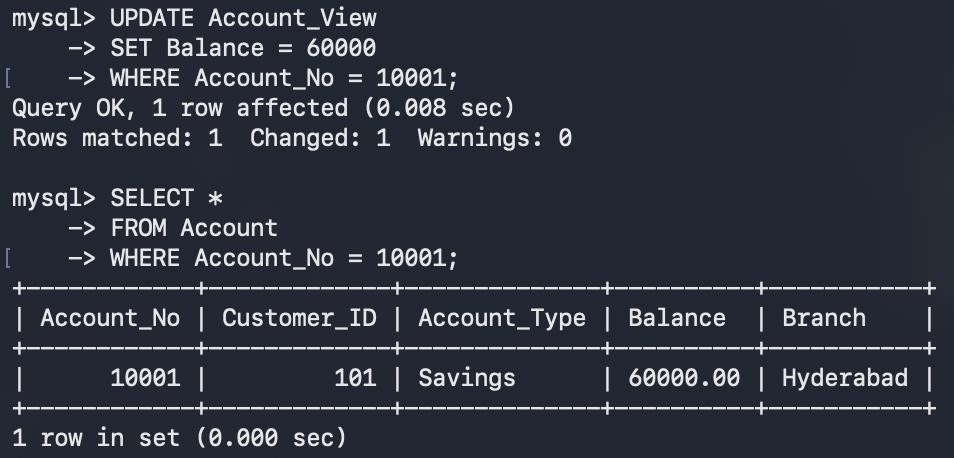 mysql> UPDATE Account_View
    -> SET Balance = 60000
[    -> WHERE Account_No = 10001;
Query OK, 1 row affected (0.008 sec)
Rows matched: 1  Changed: 1  Warnings: 0
mysql> SELECT *
    -> FROM Account
[    -> WHERE Account_No = 10001;
+------------+-------------+--------------+----------+-----------+
| Account_No | Customer_ID | Account_Type | Balance  | Branch    |
+------------+-------------+--------------+----------+-----------+
|      10001 |         101 | Savings      | 60000.00 | Hyderabad |
+------------+-------------+--------------+----------+-----------+
1 row in set (0.000 sec)